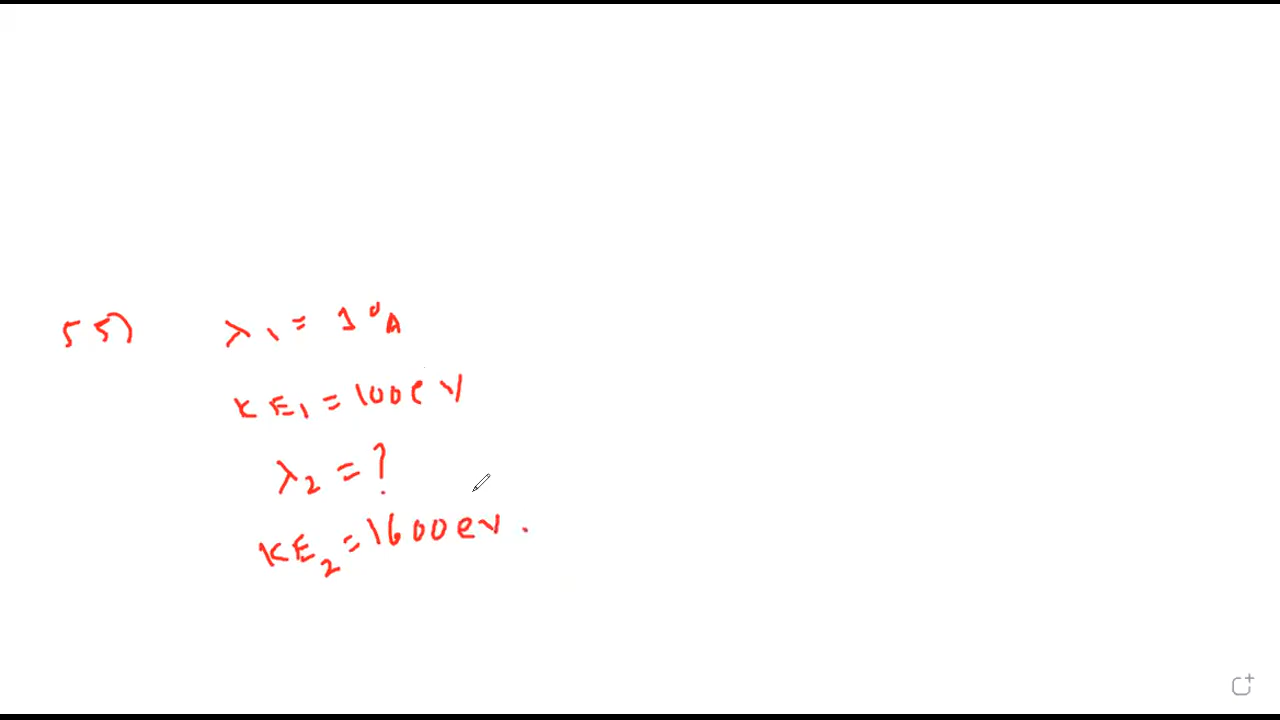 55)
λ₁ = 1 °A
KE₁ = 100eV
λ₂ = ?
KE₂ = 1600eV.